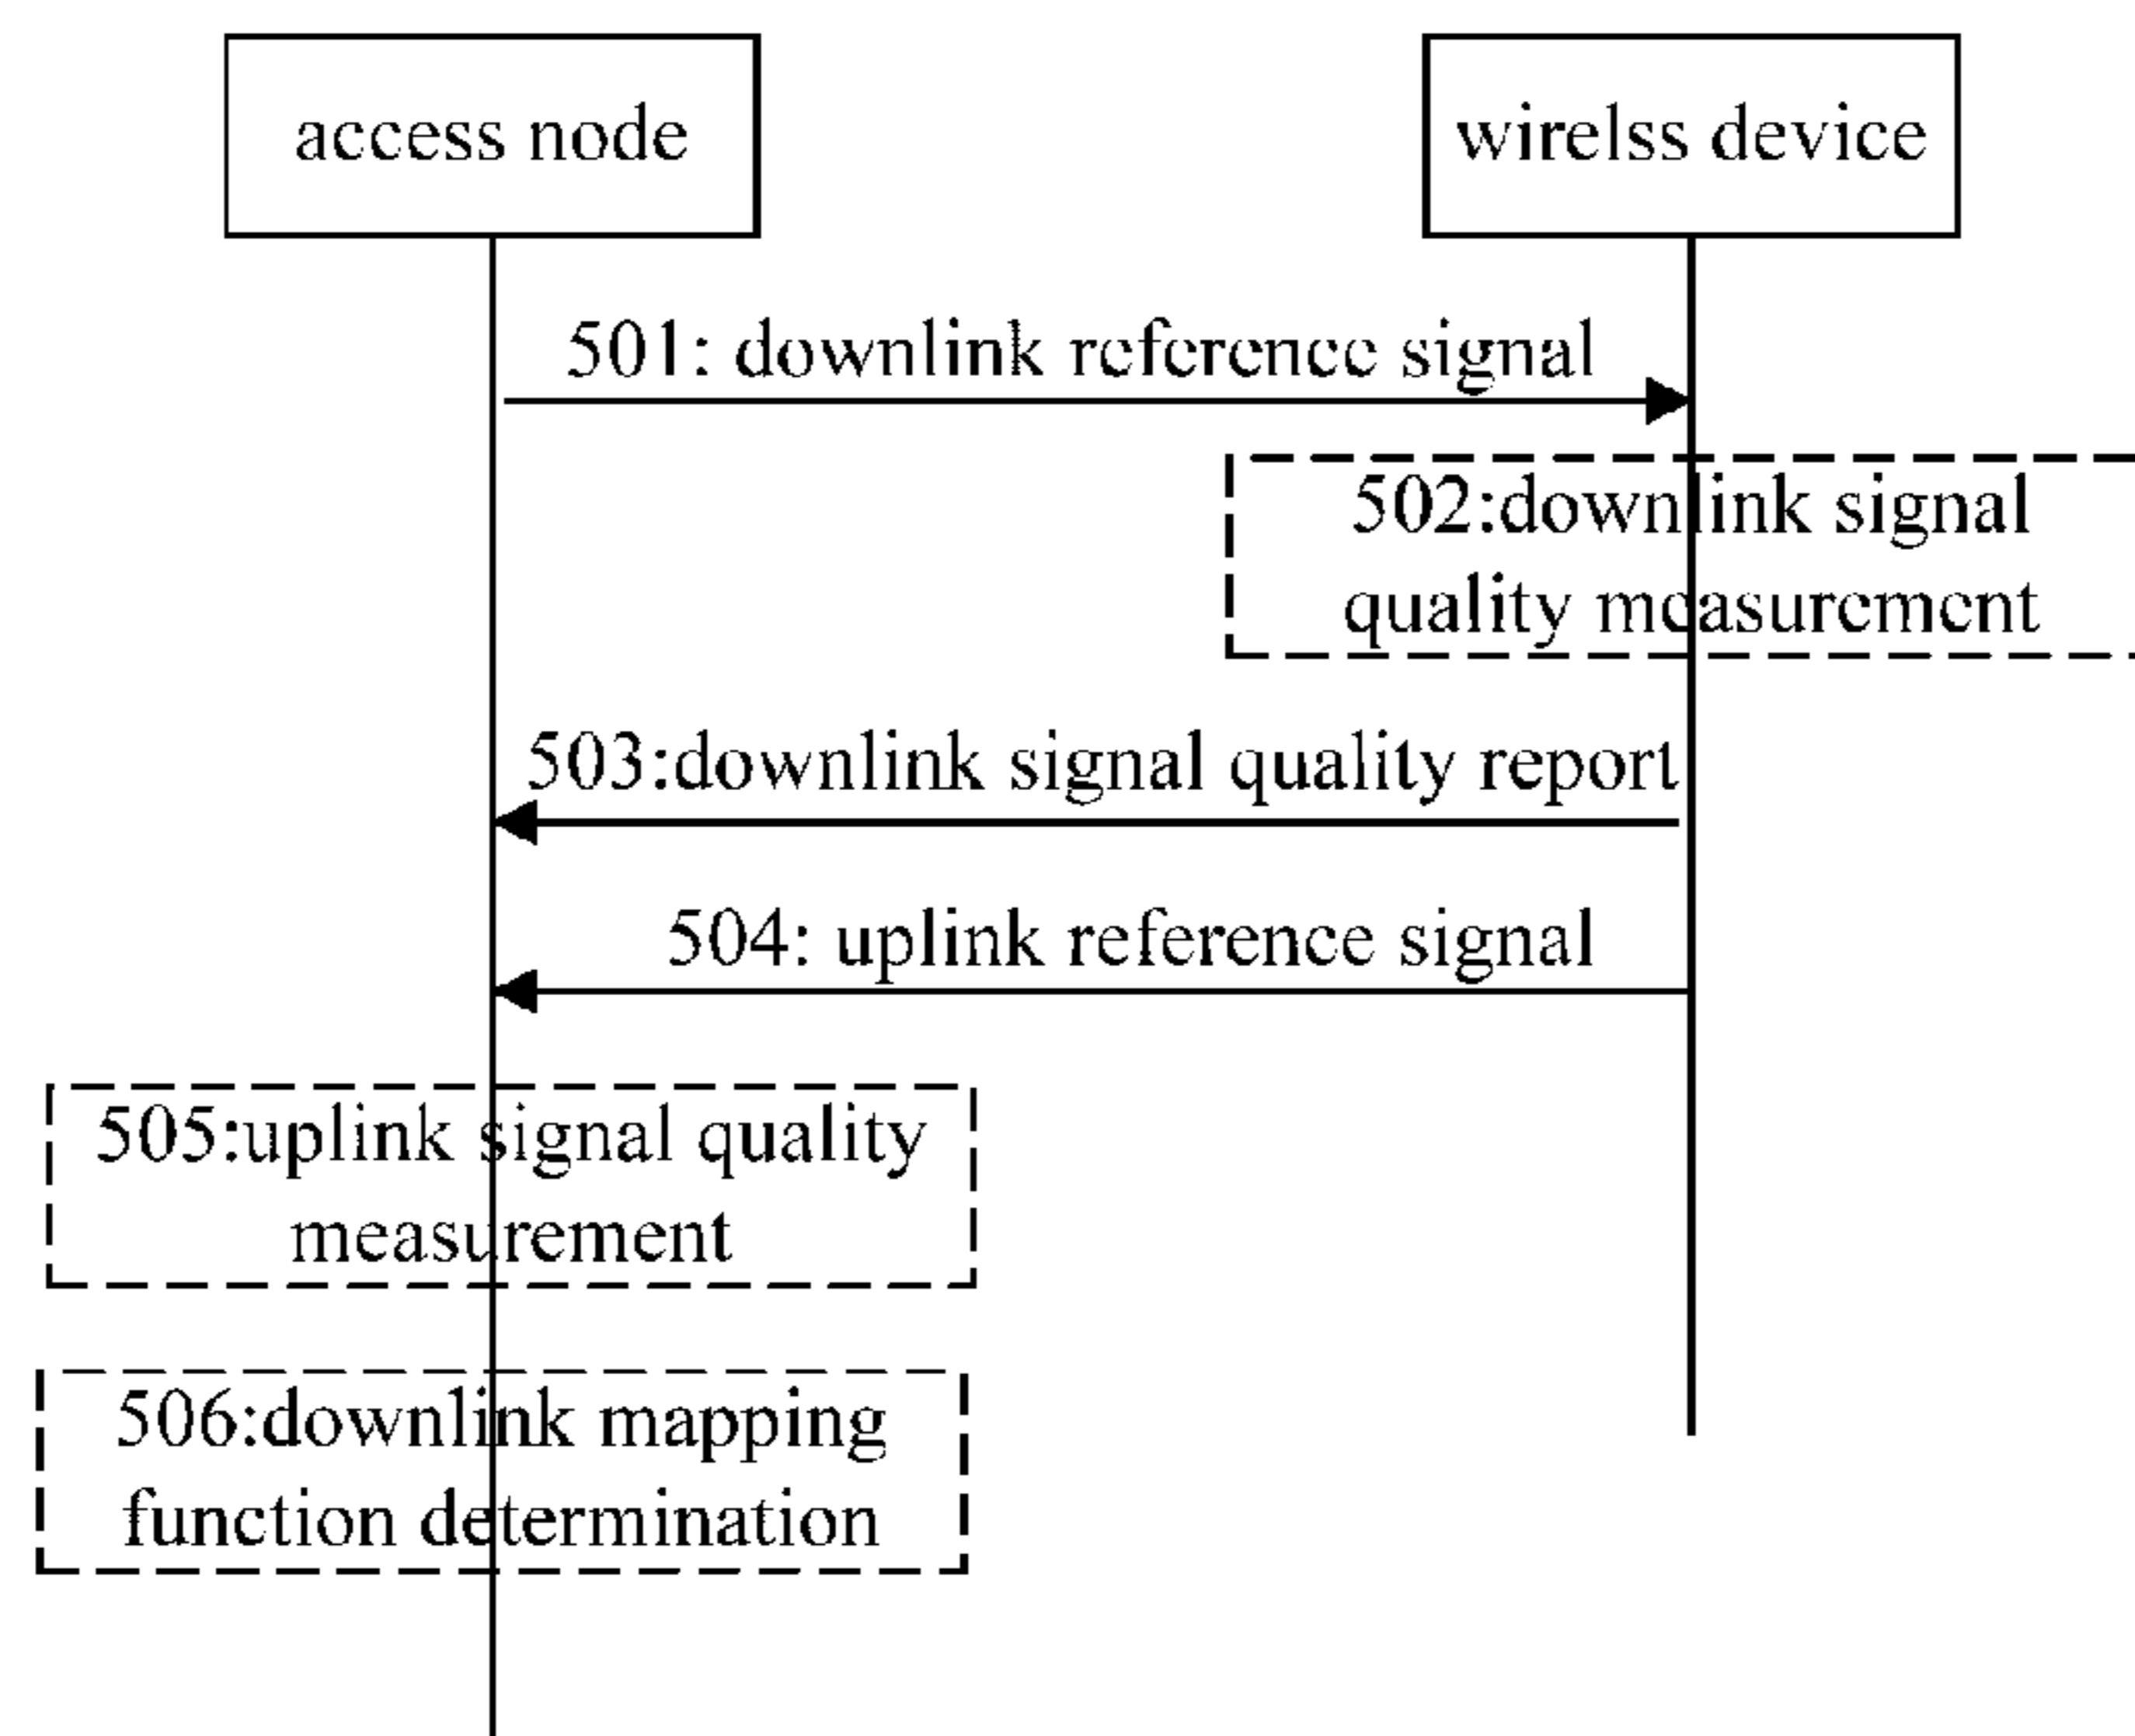 access node
wirelss device
501: downlink reference signal
502:downlink signal
quality measurement
503:downlink signal quality report
504: uplink reference signal
505:uplink signal quality
measurement
506:downlink mapping
function determination